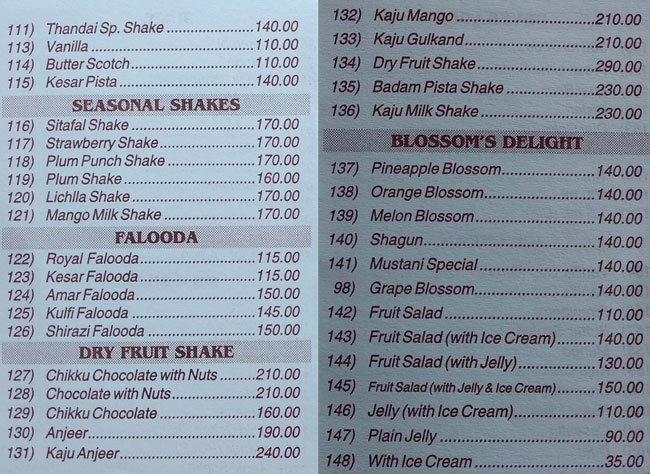 111) Thandai Sp. Shake ........................140.00
113) Vanilla ............................................110.00
114) Butter Scotch .................................110.00
115) Kesar Pista ....................................140.00
SEASONAL SHAKES
116) Sitafal Shake .................................170.00
117) Strawberry Shake..........................170.00
118) Plum Punch Shake .......................170.00
119) Plum Shake ..................................160.00
120) Lichlla Shake ................................170.00
121) Mango Milk Shake ........................170.00
FALOODA
122) Royal Falooda ..............................115.00
123) Kesar Falooda ..............................115.00
124) Amar Falooda ...............................150.00
125) Kulfi Falooda ................................145.00
126) Shirazi Falooda ............................150.00
DRY FRUIT SHAKE
127) Chikku Chocolate with Nuts .........210.00
128) Chocolate with Nuts.....................210.00
129) Chikku Chocolate ........................160.00
130) Anjeer..........................................190.00
131) Kaju Anjeer..................................240.00
132) Kaju Mango ..................................210.00
133) Kaju Gulkand ................................210.00
134) Dry Fruit Shake .............................290.00
135) Badam Pista Shake ......................230.00
136) Kaju Milk Shake ............................230.00
BLOSSOM'S DELIGHT
137) Pineapple Blossom.......................140.00
138) Orange Blossom...........................140.00
139) Melon Blossom ............................140.00
140) Shagun.........................................140.00
141) Mustani Special ...........................140.00
98) Grape Blossom ............................140.00
142) Fruit Salad ...................................110.00
143) Fruit Salad (with Ice Cream) ........140.00
144) Fruit Salad (with Jelly) .................130.00
145) Fruit Salad (with Jelly & Ice Cream) ......150.00
146) Jelly (with Ice Cream)..................110.00
147) Plain Jelly ......................................90.00
148) With Ice Cream ..............................35.00